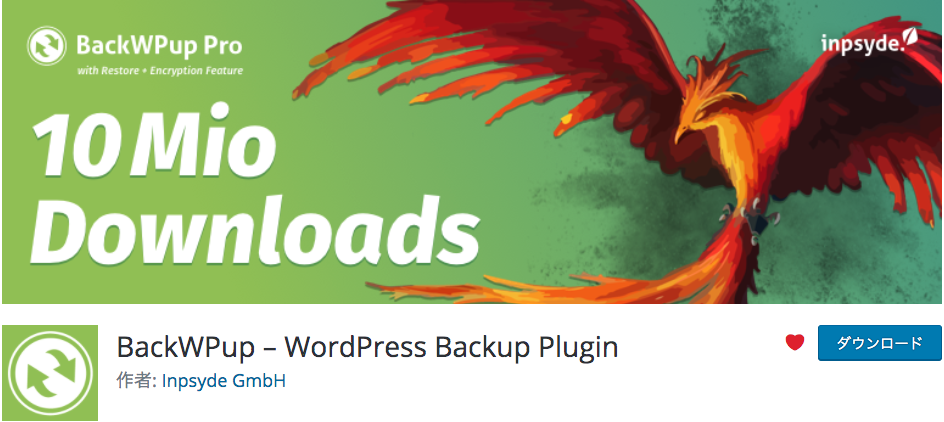 BackWPup Pro
with Restore + Encryption Feature
inpsyde.
10 Mio
Downloads
BackWPup – WordPress Backup Plugin
作者: Inpsyde GmbH
ダウンロード